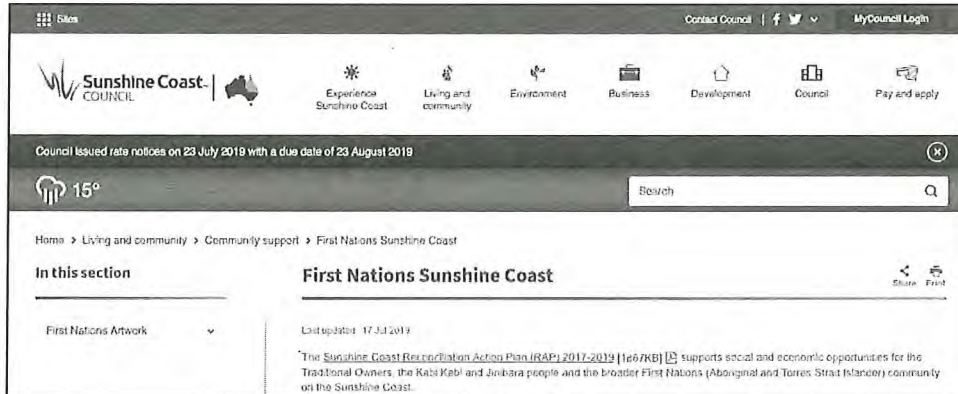 Sites
Contact Council | f
MyCouncil Login
Sunshine Coast™
COUNCIL
Experience
Sunshine Coast
Living and
community
Environment
Business
Development
Council
Pay and apply
Council issued rate notices on 23 July 2019 with a due date of 23 August 2019
15°
Search
Home > Living and community > Community support > First Nations Sunshine Coast
In this section
First Nations Sunshine Coast
Share Print
First Nations Artwork
Last updated: 17 Jul 2019
The Sunshine Coast Reconciliation Action Plan (RAP) 2017-2019 supports social and economic opportunities for the
Traditional Owners, the Kabi Kabi and Jinibara people and the broader First Nations (Aboriginal and Torres Strait Islander) community
on the Sunshine Coast.